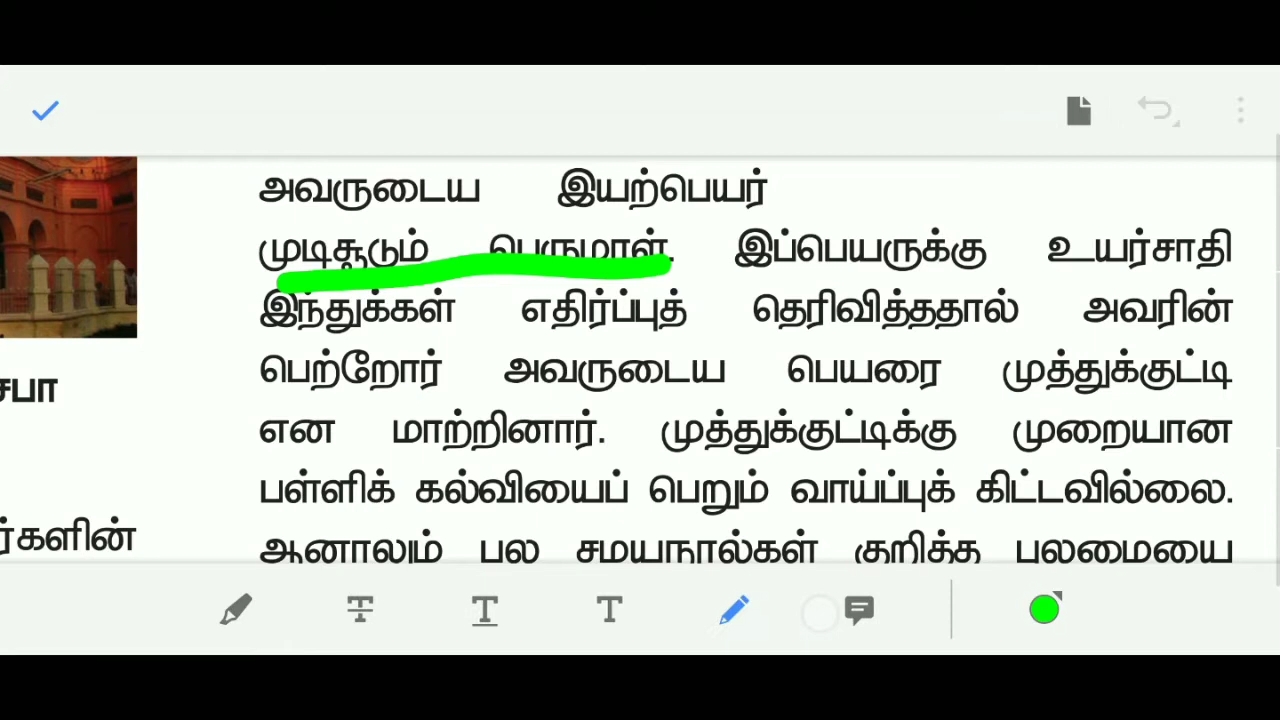 அவருடைய இயற்பெயர்
முடிசூடும் பெருமாள். இப்பெயருக்கு உயர்சாதி
இந்துக்கள் எதிர்ப்புத் தெரிவித்ததால் அவரின்
பெற்றோர் அவருடைய பெயரை முத்துக்குட்டி
என மாற்றினார். முத்துக்குட்டிக்கு முறையான
பள்ளிக் கல்வியைப் பெறும் வாய்ப்புக் கிட்டவில்லை.
ஆனாலும் பல சமயநூல்கள் குறித்த புலமையை
சபா
ர்களின்